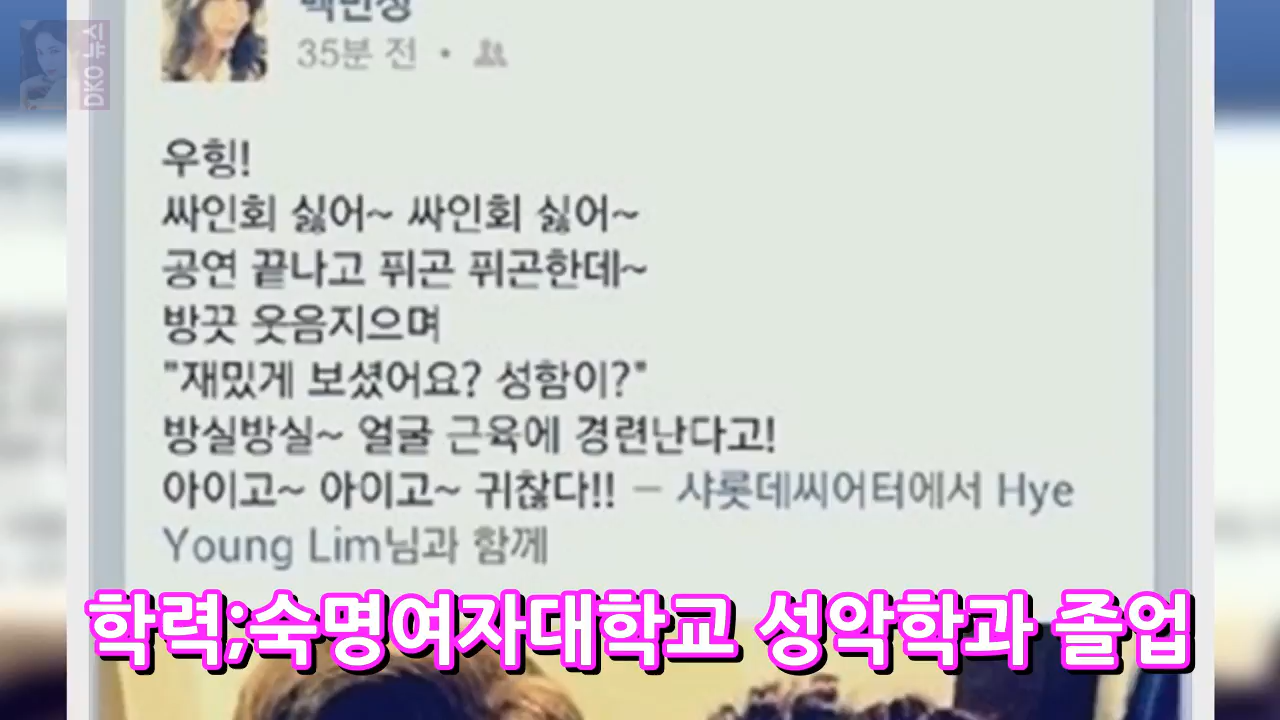 DKO 뉴스
35분 전 ·
우힝!
싸인회 싫어~ 싸인회 싫어~
공연 끝나고 퓌곤 퓌곤한데~
방끗 웃음지으며
"재밌게 보셨어요? 성함이?"
방실방실~ 얼굴 근육에 경련난다고!
아이고~ 아이고~ 귀찮다!! — 샤롯데씨어터에서 Hye
Young Lim님과 함께
학력;숙명여자대학교 성악학과 졸업